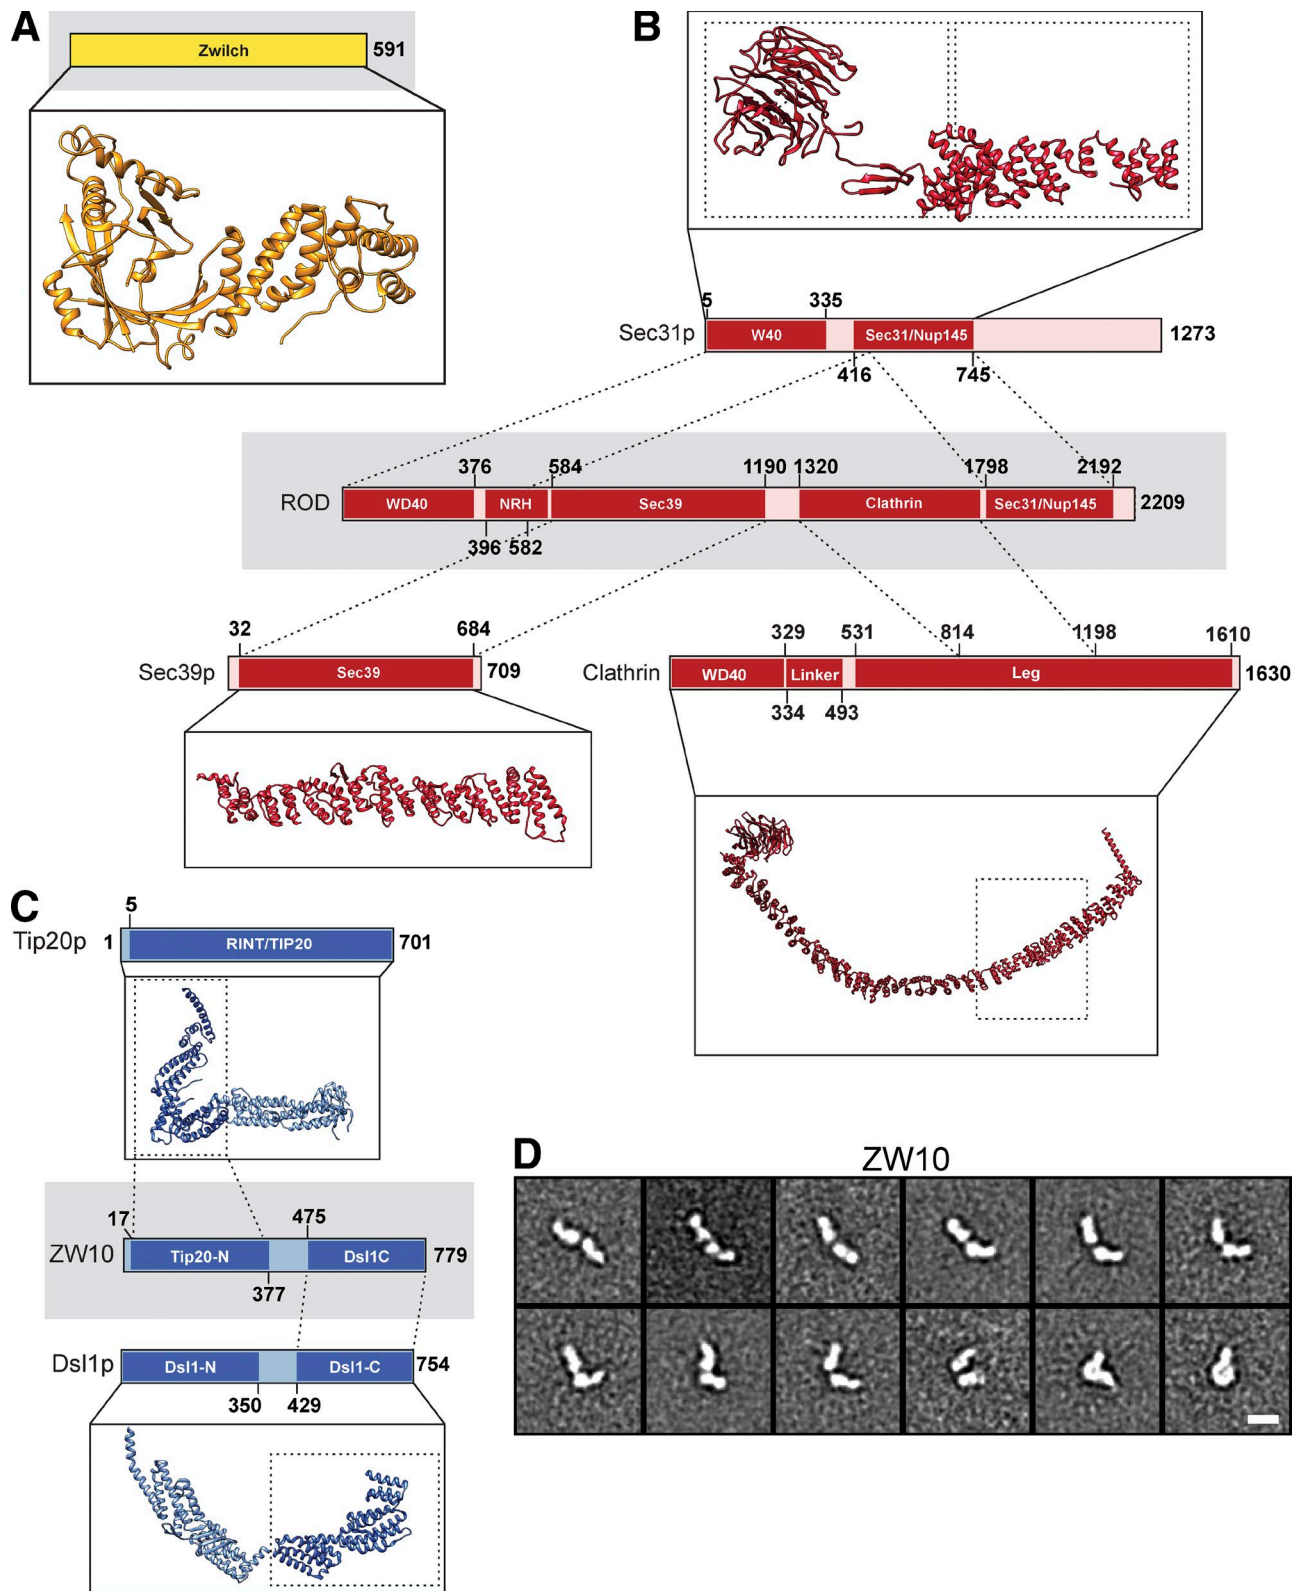 A
Zwilch 591
B
5 335
Sec31p W40 Sec31/Nup145 1273
416 745
376 584 1190 1320 1798 2192
ROD WD40 NRH Sec39 Clathrin Sec31/Nup145 2209
396 582
32 684
Sec39p Sec39 709
329 531 814 1198 1610
Clathrin WD40 Linker Leg 1630
334 493
C
5
Tip20p 1 RINT/TIP20 701
17 475
ZW10 Tip20-N Dsl1C 779
377
Dsl1p Dsl1-N Dsl1-C 754
350 429
D
ZW10